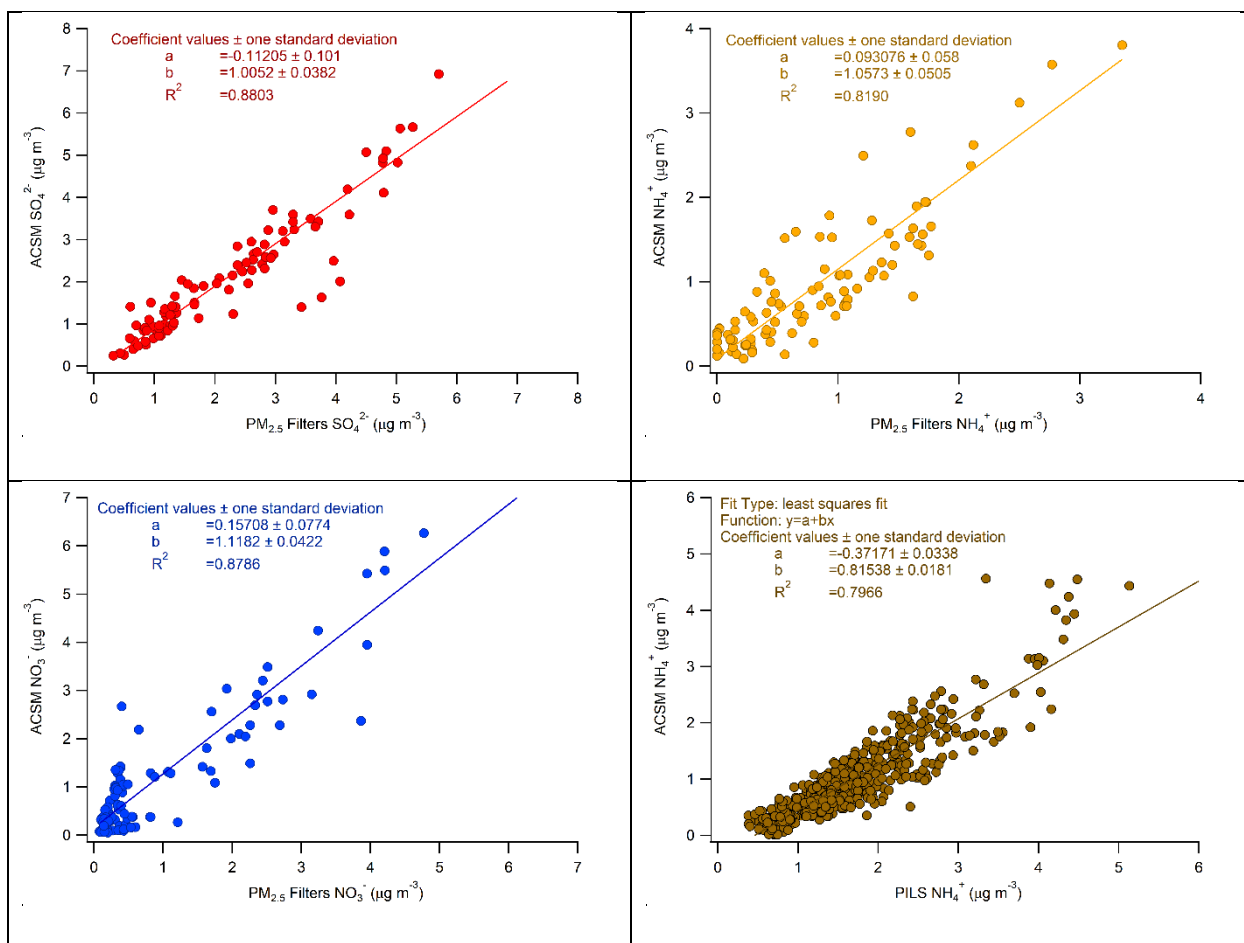 8
7
6
5
4
3
2
1
0
ACSM SO₄²⁻ (µg m⁻³)
Coefficient values ± one standard deviation
a =-0.11205 ± 0.101
b =1.0052 ± 0.0382
R² =0.8803
0 1 2 3 4 5 6 7 8
PM₂.₅ Filters SO₄²⁻ (µg m⁻³)
4
3
2
1
0
ACSM NH₄⁺ (µg m⁻³)
Coefficient values ± one standard deviation
a =0.093076 ± 0.058
b =1.0573 ± 0.0505
R² =0.8190
0 1 2 3 4
PM₂.₅ Filters NH₄⁺ (µg m⁻³)
7
6
5
4
3
2
1
0
ACSM NO₃⁻ (µg m⁻³)
Coefficient values ± one standard deviation
a =0.15708 ± 0.0774
b =1.1182 ± 0.0422
R² =0.8786
0 1 2 3 4 5 6 7
PM₂.₅ Filters NO₃⁻ (µg m⁻³)
6
5
4
3
2
1
0
ACSM NH₄⁺ (µg m⁻³)
Fit Type: least squares fit
Function: y=a+bx
Coefficient values ± one standard deviation
a =-0.37171 ± 0.0338
b =0.81538 ± 0.0181
R² =0.7966
1 2 3 4 5 6
PILS NH₄⁺ (µg m⁻³)